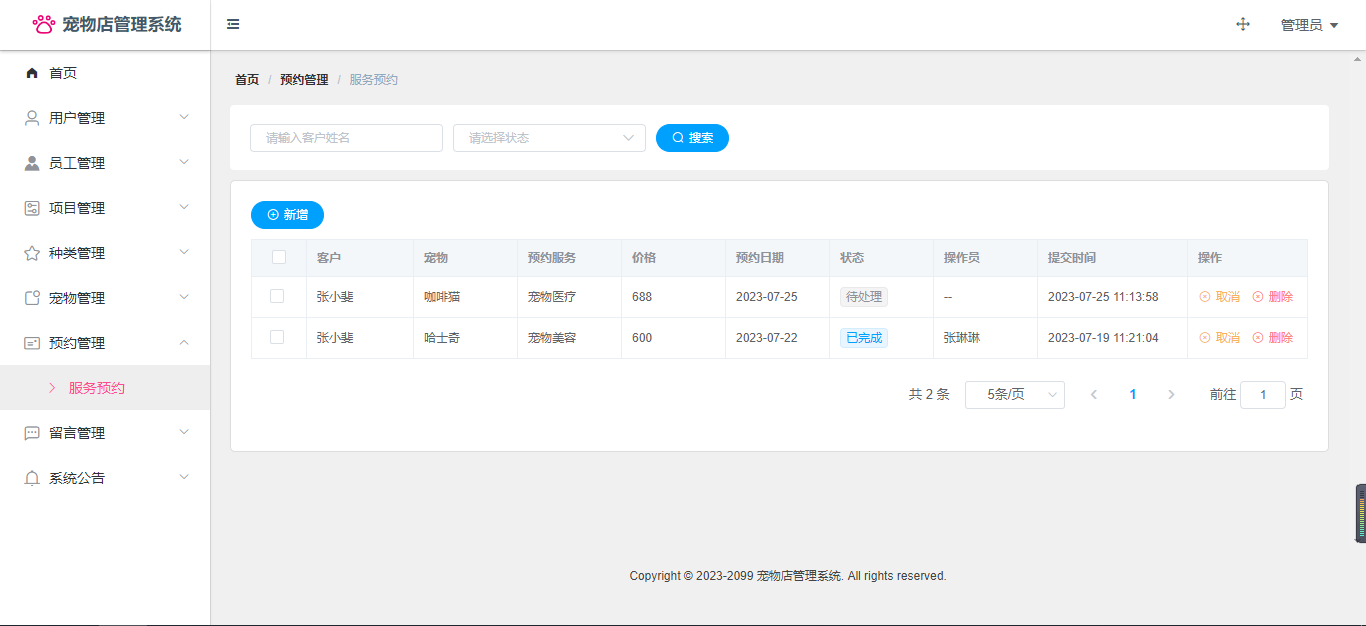 宠物店管理系统
管理员
首页
用户管理
员工管理
项目管理
种类管理
宠物管理
预约管理
服务预约
留言管理
系统公告
首页 / 预约管理 / 服务预约
请输入客户姓名 请选择状态 搜索
新增
客户 宠物 预约服务 价格 预约日期 状态 操作员 提交时间 操作
张小斐 咖啡猫 宠物医疗 688 2023-07-25 待处理 -- 2023-07-25 11:13:58 取消 删除
张小斐 哈士奇 宠物美容 600 2023-07-22 已完成 张琳琳 2023-07-19 11:21:04 取消 删除
共 2 条 5条/页 1 前往 1 页
Copyright © 2023-2099 宠物店管理系统. All rights reserved.